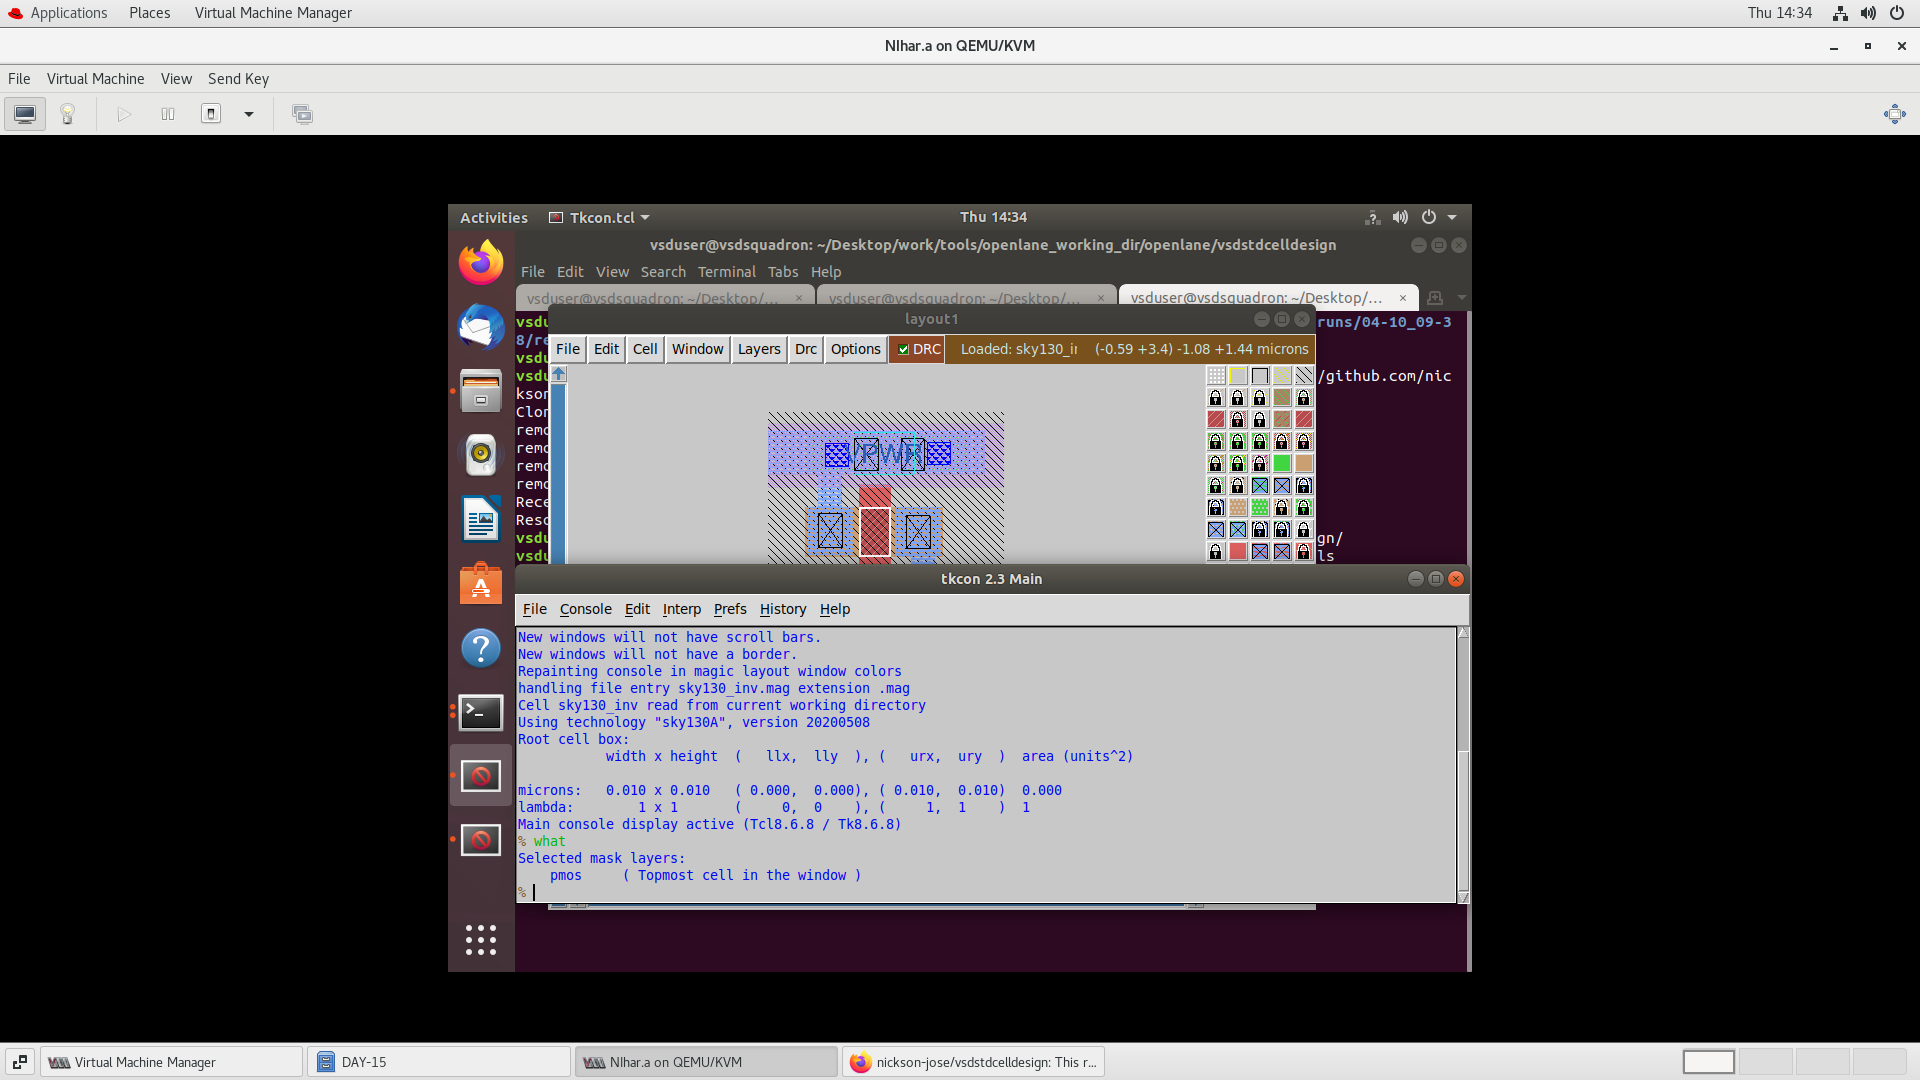 Applications Places Virtual Machine Manager Thu 14:34
NIhar.a on QEMU/KVM
File Virtual Machine View Send Key
Activities Tkcon.tcl Thu 14:34
vsduser@vsdsquadron: ~/Desktop/work/tools/openlane_working_dir/openlane/vsdstdcelldesign
File Edit View Search Terminal Tabs Help
vsduser@vsdsquadron: ~/Desktop/... × vsduser@vsdsquadron: ~/Desktop/... × vsduser@vsdsquadron: ~/Desktop/... ×
vsdu runs/04-10_09-3
layout1
8/re
File Edit Cell Window Layers Drc Options DRC Loaded: sky130_i (-0.59 +3.4) -1.08 +1.44 microns
vsdu
vsdu /github.com/nic
kson
Clon
remo
remo
VPWR
remo
remo
Rece
Reso
vsdu gn/
vsdu ls
tkcon 2.3 Main
File Console Edit Interp Prefs History Help
New windows will not have scroll bars.
New windows will not have a border.
Repainting console in magic layout window colors
handling file entry sky130_inv.mag extension .mag
Cell sky130_inv read from current working directory
Using technology "sky130A", version 20200508
Root cell box:
width x height ( llx, lly ), ( urx, ury ) area (units^2)
microns: 0.010 x 0.010 ( 0.000, 0.000), ( 0.010, 0.010) 0.000
lambda: 1 x 1 ( 0, 0 ), ( 1, 1 ) 1
Main console display active (Tcl8.6.8 / Tk8.6.8)
% what
Selected mask layers:
pmos ( Topmost cell in the window )
%
Virtual Machine Manager DAY-15 NIhar.a on QEMU/KVM nickson-jose/vsdstdcelldesign: This r...